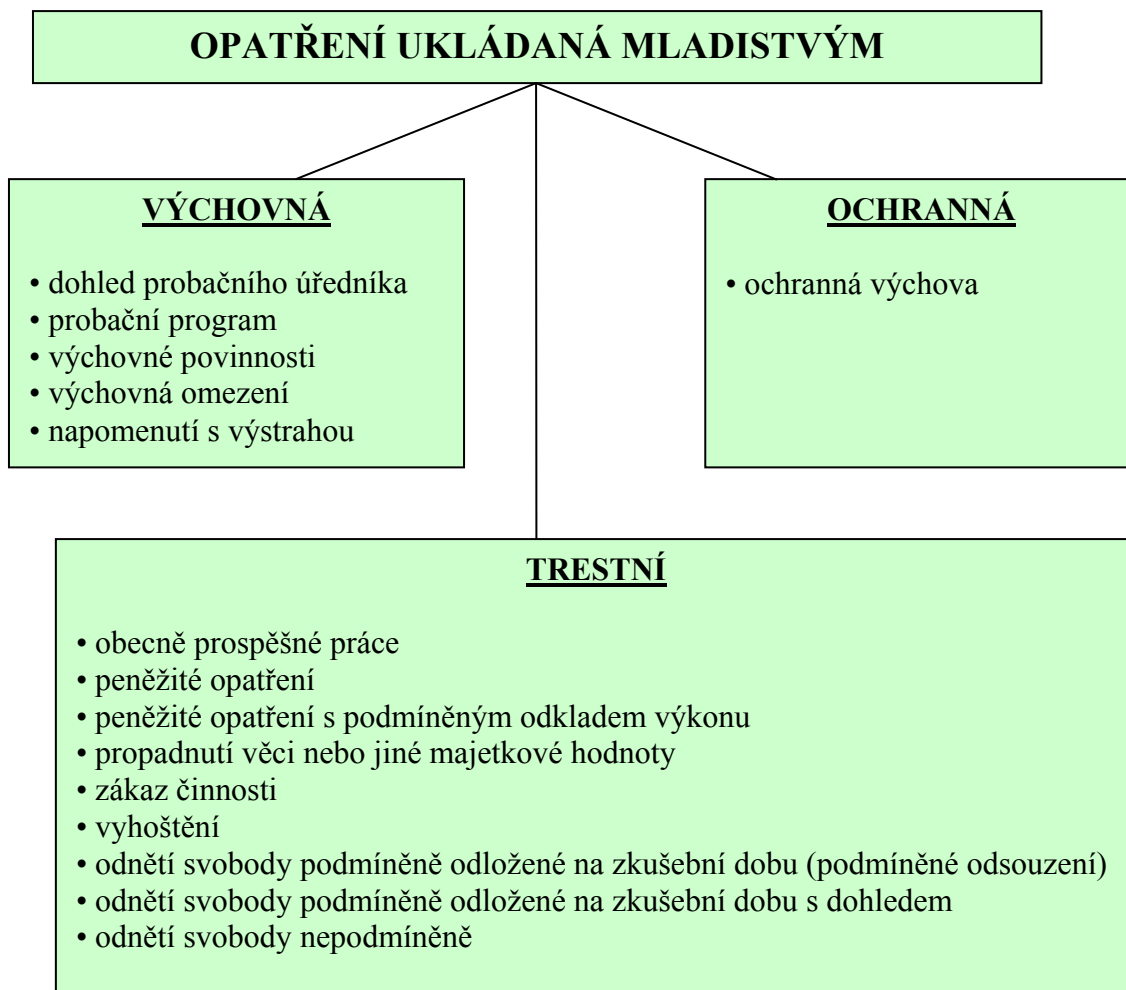 OPATŘENÍ UKLÁDANÁ MLADISTVÝM
VÝCHOVNÁ
• dohled probačního úředníka
• probační program
• výchovné povinnosti
• výchovná omezení
• napomenutí s výstrahou
OCHRANNÁ
• ochranná výchova
TRESTNÍ
• obecně prospěšné práce
• peněžité opatření
• peněžité opatření s podmíněným odkladem výkonu
• propadnutí věci nebo jiné majetkové hodnoty
• zákaz činnosti
• vyhoštění
• odnětí svobody podmíněně odložené na zkušební dobu (podmíněné odsouzení)
• odnětí svobody podmíněně odložené na zkušební dobu s dohledem
• odnětí svobody nepodmíněně